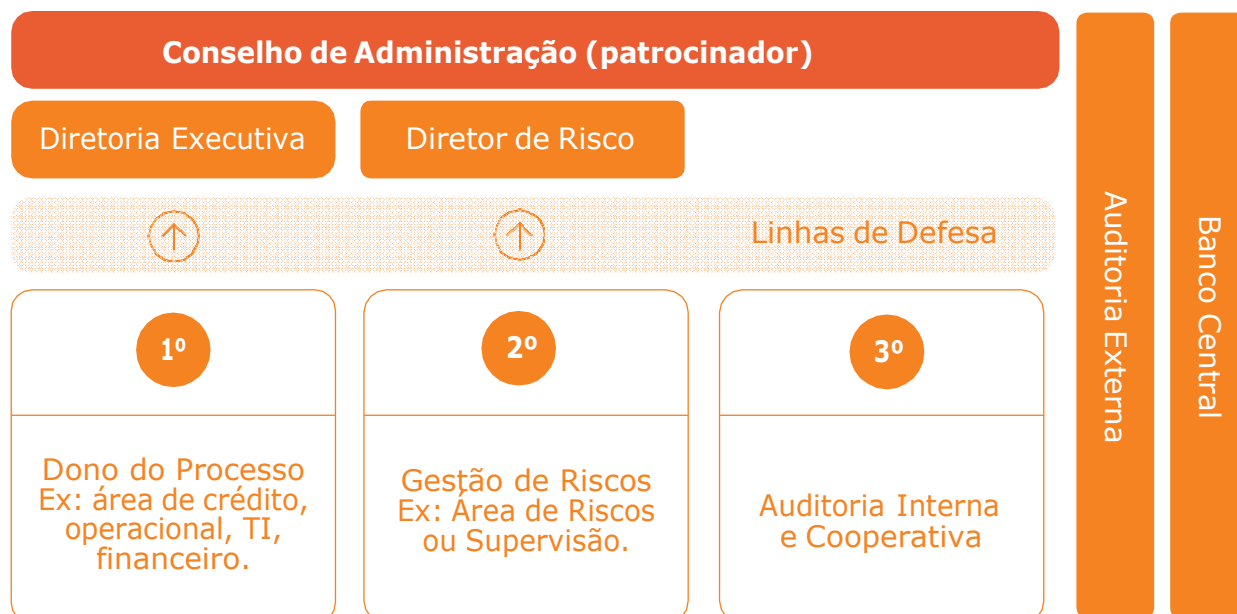 Conselho de Administração (patrocinador)
Diretoria Executiva
Diretor de Risco
Linhas de Defesa
1º
Dono do Processo
Ex: área de crédito,
operacional, TI,
financeiro.
2º
Gestão de Riscos
Ex: Área de Riscos
ou Supervisão.
3º
Auditoria Interna
e Cooperativa
Auditoria Externa
Banco Central